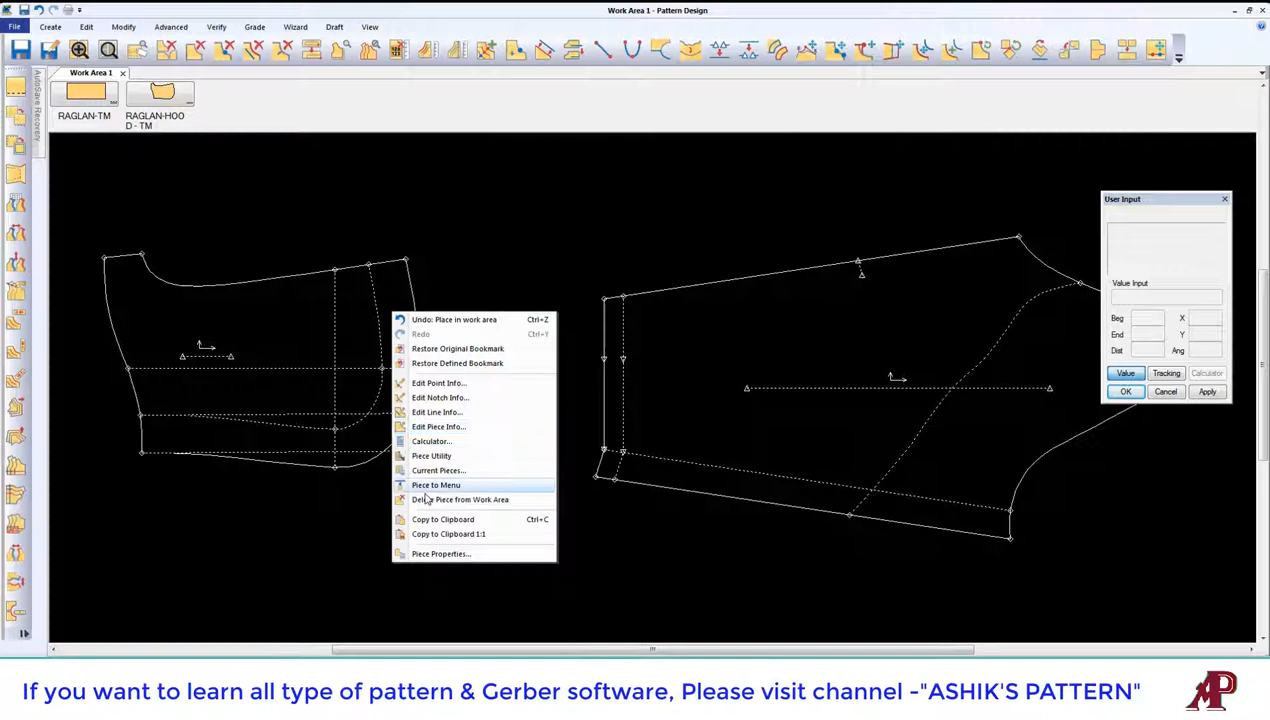 Work Area 1 - Pattern Design
File Create Edit Modify Advanced Verify Grade Wizard Draft View
Work Area 1
AutoSave Recovery
RAGLAN-TM
RAGLAN-HOO
D - TM
Undo: Place in work area Ctrl+Z
Redo Ctrl+Y
Restore Original Bookmark
Restore Defined Bookmark
Edit Point Info...
Edit Notch Info...
Edit Line Info...
Edit Piece Info...
Calculator...
Piece Utility
Current Pieces...
Piece to Menu
Delete Piece from Work Area
Copy to Clipboard Ctrl+C
Copy to Clipboard 1:1
Piece Properties...
User Input
Value Input
Beg X
End Y
Dist Ang
Value Tracking Calculator
OK Cancel Apply
If you want to learn all type of pattern & Gerber software, Please visit channel -"ASHIK'S PATTERN"
AP